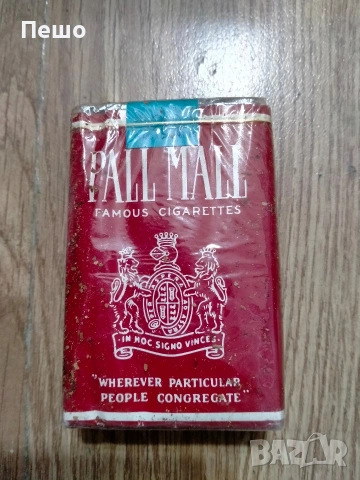 Пешо
PALL MALL
FAMOUS CIGARETTES
IN HOC SIGNO VINCES
"WHEREVER PARTICULAR
PEOPLE CONGREGATE"
BAZAR